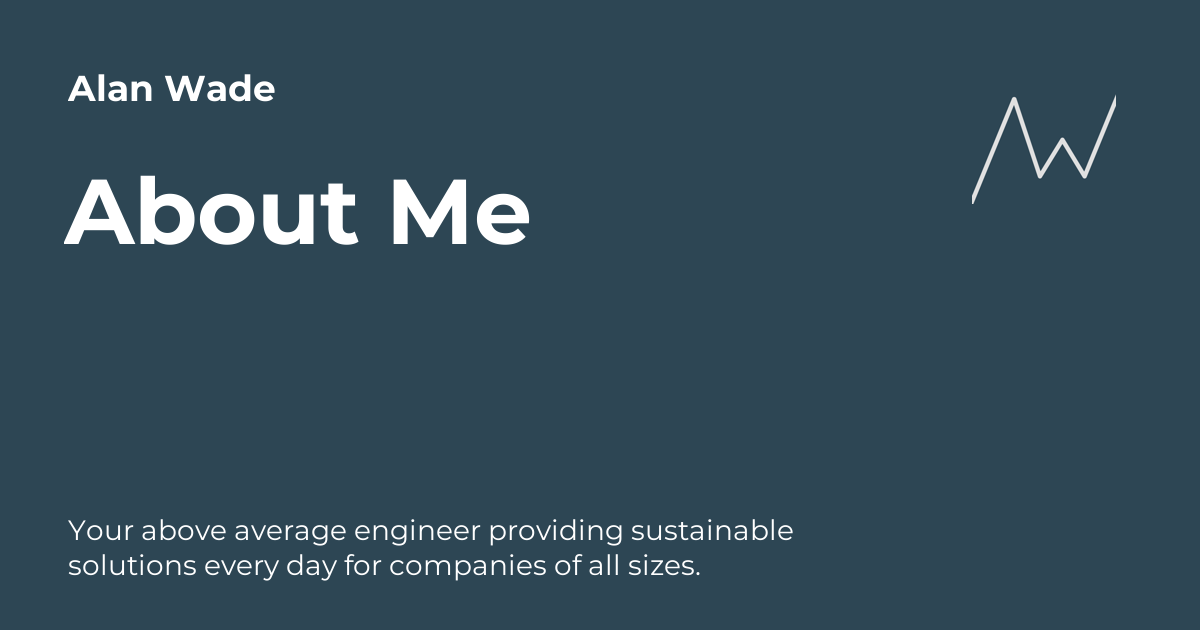 Alan Wade
About Me
Your above average engineer providing sustainable
solutions every day for companies of all sizes.